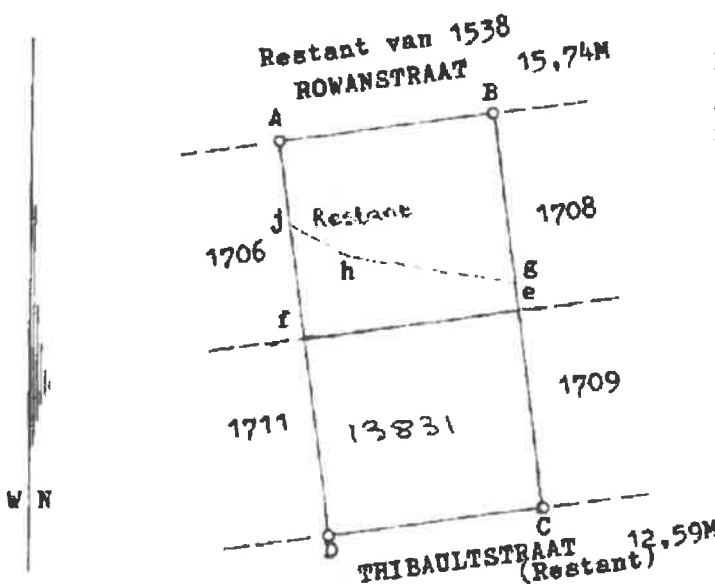 Restant van 1538
ROWANSTRAAT 15,74M
A
B
j Restant
1708
1706
h
g
e
f
1709
1711
13831
W N
C
D
THIBAULTSTRAAT 12,59M
(Restant)